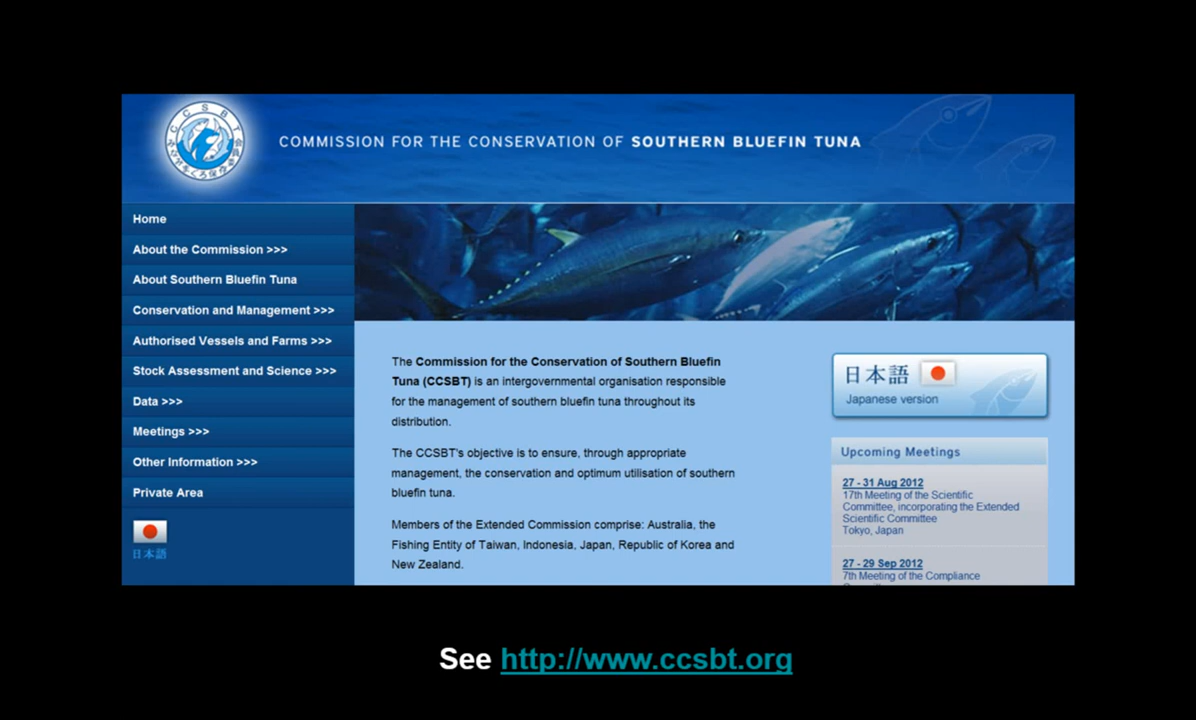 C C S B T
COMMISSION FOR THE CONSERVATION OF SOUTHERN BLUEFIN TUNA
Home
About the Commission >>>
About Southern Bluefin Tuna
Conservation and Management >>>
Authorised Vessels and Farms >>>
Stock Assessment and Science >>>
Data >>>
Meetings >>>
Other Information >>>
Private Area
日本語
The Commission for the Conservation of Southern Bluefin
Tuna (CCSBT) is an intergovernmental organisation responsible
for the management of southern bluefin tuna throughout its
distribution.
The CCSBT's objective is to ensure, through appropriate
management, the conservation and optimum utilisation of southern
bluefin tuna.
Members of the Extended Commission comprise: Australia, the
Fishing Entity of Taiwan, Indonesia, Japan, Republic of Korea and
New Zealand.
日本語
Japanese version
Upcoming Meetings
27 - 31 Aug 2012
17th Meeting of the Scientific
Committee, incorporating the Extended
Scientific Committee
Tokyo, Japan
27 - 29 Sep 2012
7th Meeting of the Compliance
See http://www.ccsbt.org